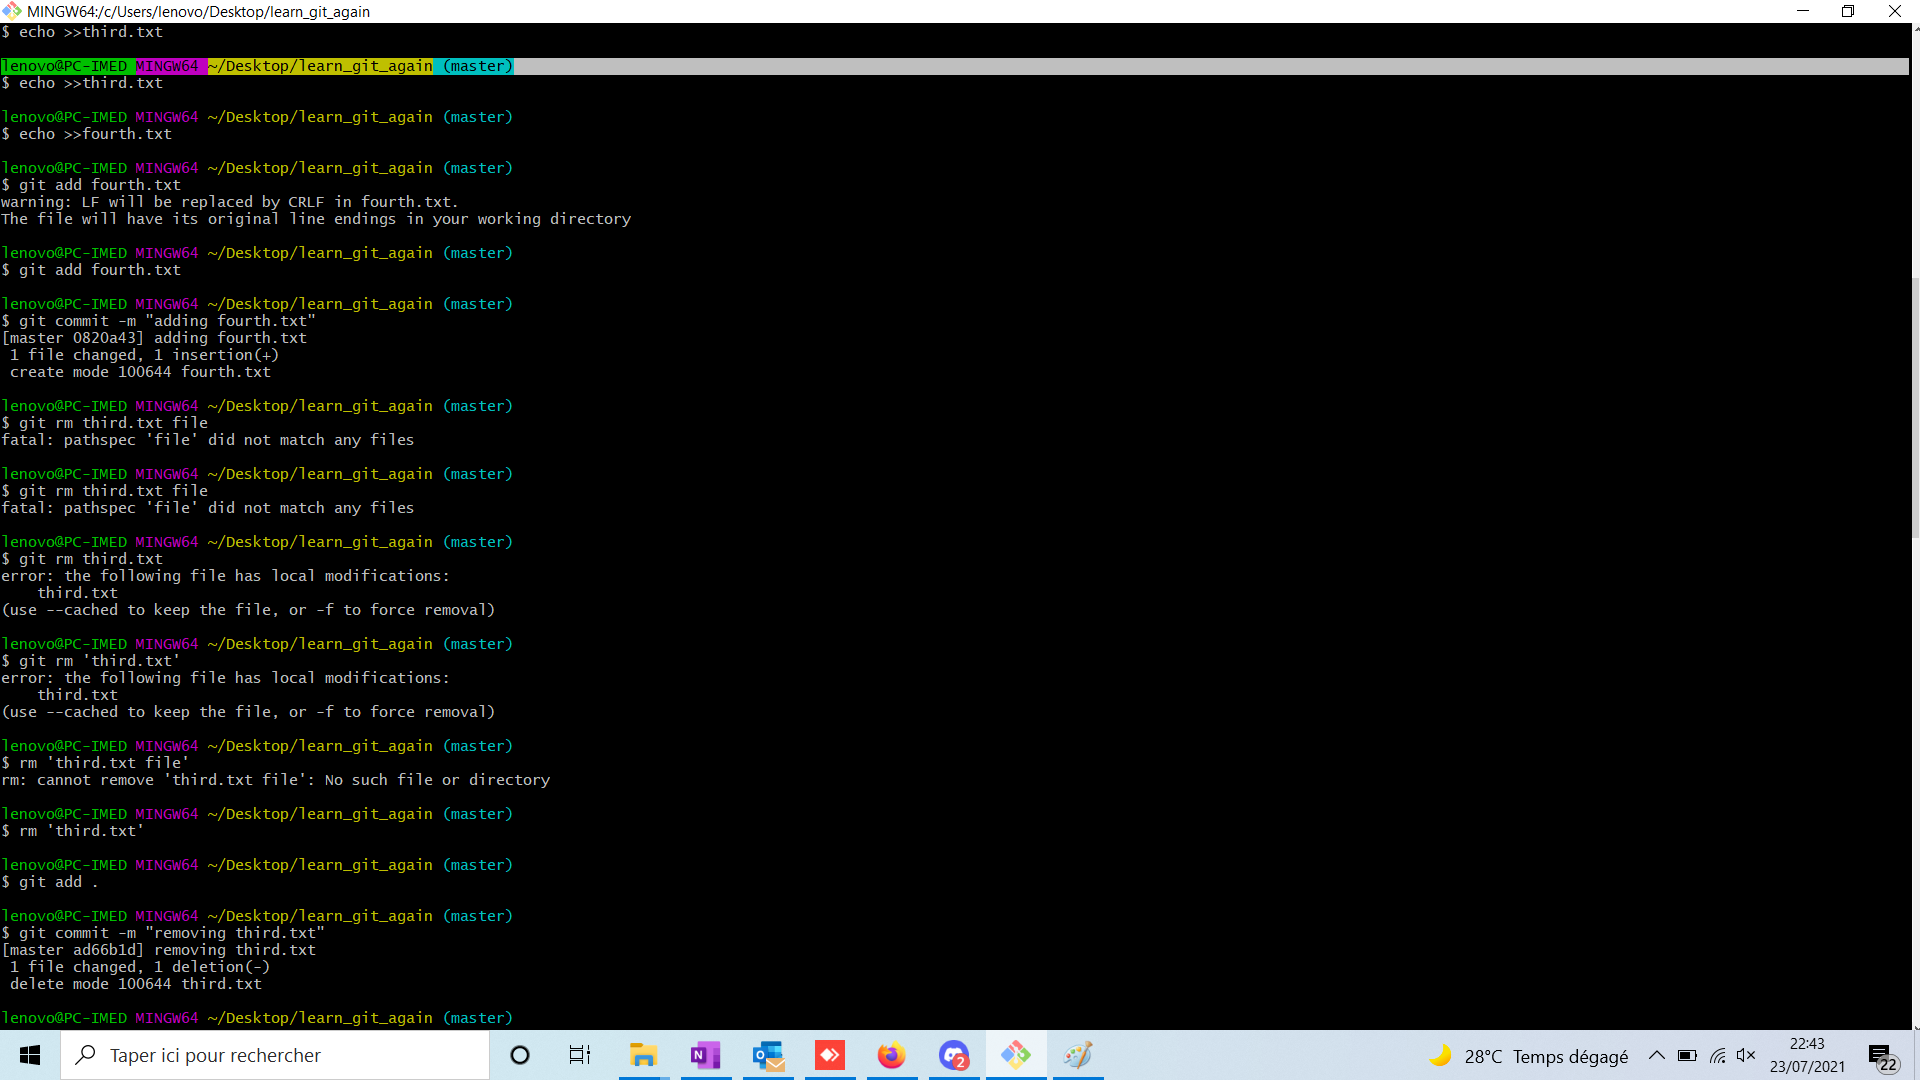 MINGW64:/c/Users/lenovo/Desktop/learn_git_again
$ echo >>third.txt
lenovo@PC-IMED MINGW64 ~/Desktop/learn_git_again (master)
$ echo >>third.txt
lenovo@PC-IMED MINGW64 ~/Desktop/learn_git_again (master)
$ echo >>fourth.txt
lenovo@PC-IMED MINGW64 ~/Desktop/learn_git_again (master)
$ git add fourth.txt
warning: LF will be replaced by CRLF in fourth.txt.
The file will have its original line endings in your working directory
lenovo@PC-IMED MINGW64 ~/Desktop/learn_git_again (master)
$ git add fourth.txt
lenovo@PC-IMED MINGW64 ~/Desktop/learn_git_again (master)
$ git commit -m "adding fourth.txt"
[master 0820a43] adding fourth.txt
1 file changed, 1 insertion(+)
create mode 100644 fourth.txt
lenovo@PC-IMED MINGW64 ~/Desktop/learn_git_again (master)
$ git rm third.txt file
fatal: pathspec 'file' did not match any files
lenovo@PC-IMED MINGW64 ~/Desktop/learn_git_again (master)
$ git rm third.txt file
fatal: pathspec 'file' did not match any files
lenovo@PC-IMED MINGW64 ~/Desktop/learn_git_again (master)
$ git rm third.txt
error: the following file has local modifications:
third.txt
(use --cached to keep the file, or -f to force removal)
lenovo@PC-IMED MINGW64 ~/Desktop/learn_git_again (master)
$ git rm 'third.txt'
error: the following file has local modifications:
third.txt
(use --cached to keep the file, or -f to force removal)
lenovo@PC-IMED MINGW64 ~/Desktop/learn_git_again (master)
$ rm 'third.txt file'
rm: cannot remove 'third.txt file': No such file or directory
lenovo@PC-IMED MINGW64 ~/Desktop/learn_git_again (master)
$ rm 'third.txt'
lenovo@PC-IMED MINGW64 ~/Desktop/learn_git_again (master)
$ git add .
lenovo@PC-IMED MINGW64 ~/Desktop/learn_git_again (master)
$ git commit -m "removing third.txt"
[master ad66b1d] removing third.txt
1 file changed, 1 deletion(-)
delete mode 100644 third.txt
lenovo@PC-IMED MINGW64 ~/Desktop/learn_git_again (master)
Taper ici pour rechercher
N
O
2
28°C Temps dégagé
22:43
23/07/2021
22